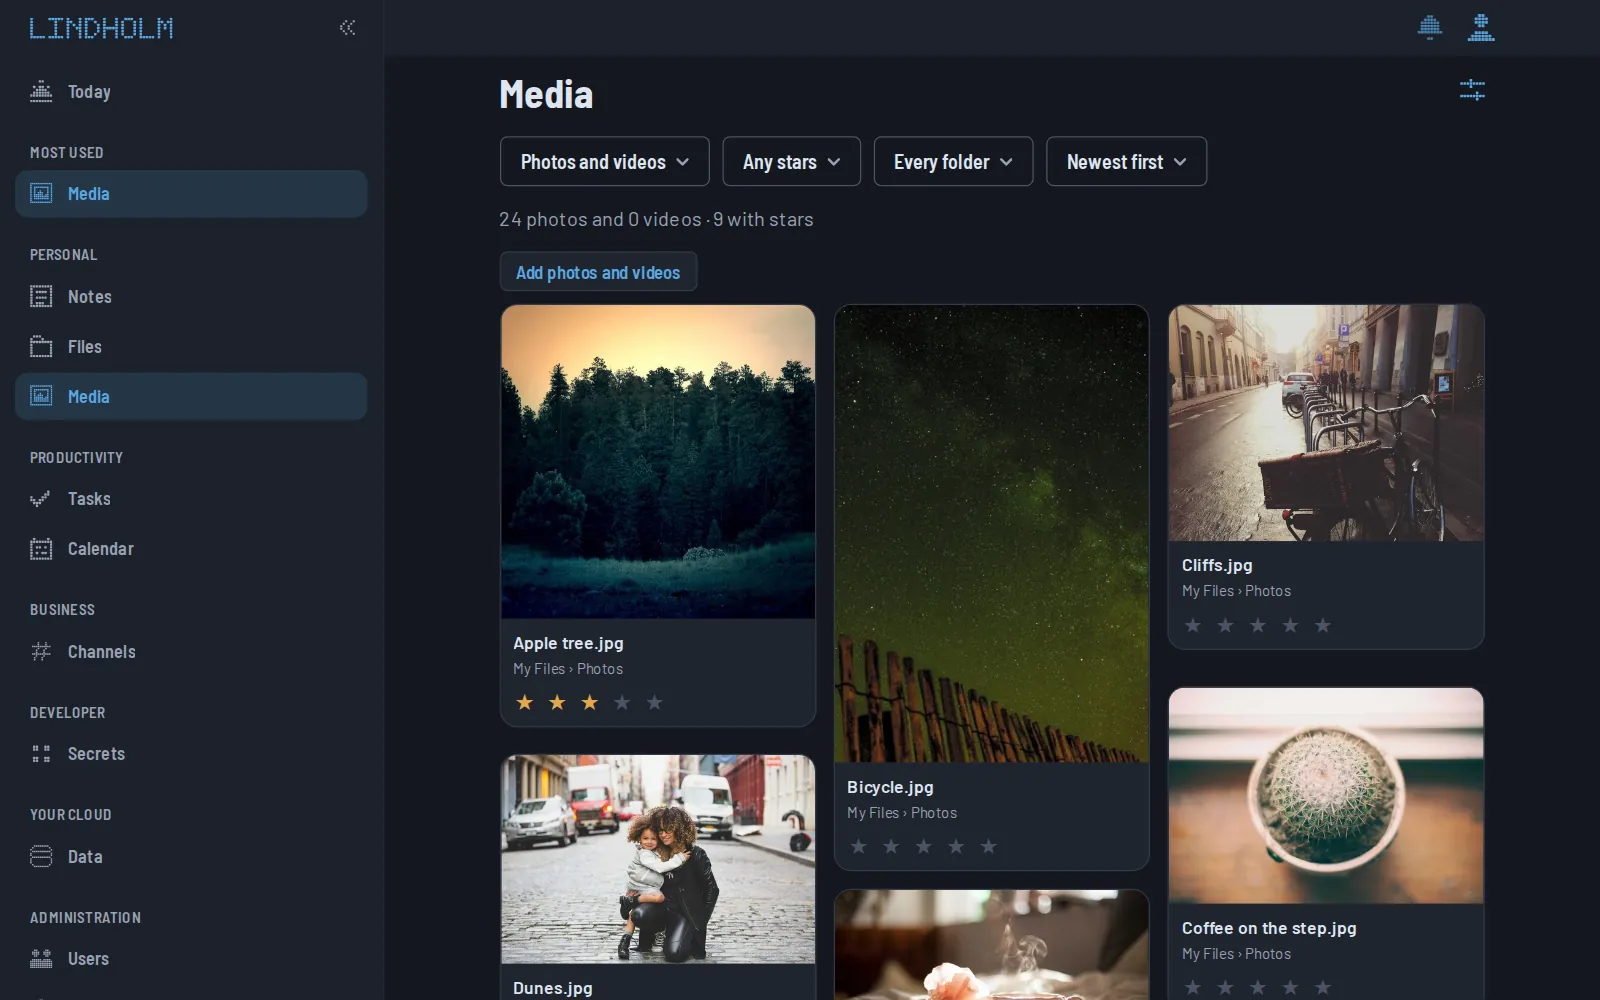 LINDHOLM
Today
MOST USED
Media
PERSONAL
Notes
Files
Media
PRODUCTIVITY
Tasks
Calendar
BUSINESS
Channels
DEVELOPER
Secrets
YOUR CLOUD
Data
ADMINISTRATION
Users
Media
Photos and videos
Any stars
Every folder
Newest first
24 photos and 0 videos · 9 with stars
Add photos and videos
Apple tree.jpg
My Files › Photos
Dunes.jpg
Bicycle.jpg
My Files › Photos
P
Cliffs.jpg
My Files › Photos
Coffee on the step.jpg
My Files › Photos